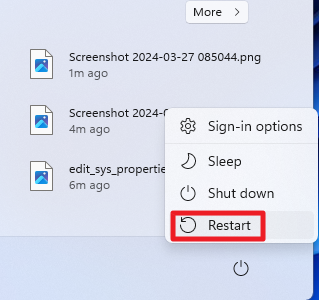 More >
Screenshot 2024-03-27 085044.png
1m ago
Screenshot 2024-0
4m ago
edit_sys_propertie
6m ago
Sign-in options
Sleep
Shut down
Restart